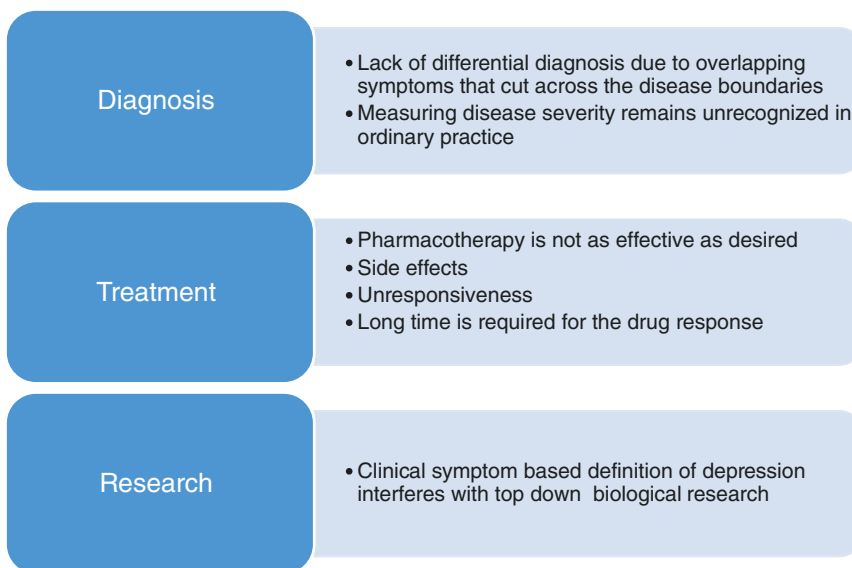 Diagnosis
• Lack of differential diagnosis due to overlapping
symptoms that cut across the disease boundaries
• Measuring disease severity remains unrecognized in
ordinary practice
Treatment
• Pharmacotherapy is not as effective as desired
• Side effects
• Unresponsiveness
• Long time is required for the drug response
Research
• Clinical symptom based definition of depression
interferes with top down biological research